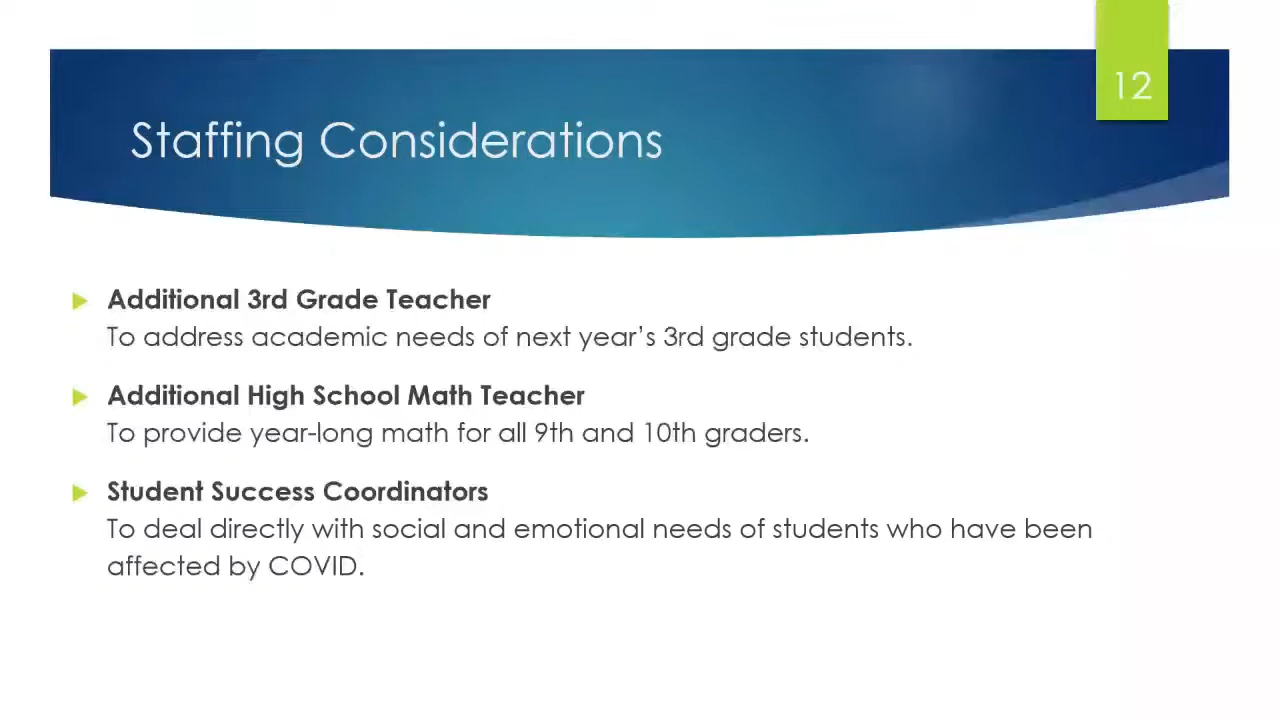 12
Staffing Considerations
Additional 3rd Grade Teacher
To address academic needs of next year’s 3rd grade students.
Additional High School Math Teacher
To provide year-long math for all 9th and 10th graders.
Student Success Coordinators
To deal directly with social and emotional needs of students who have been
affected by COVID.